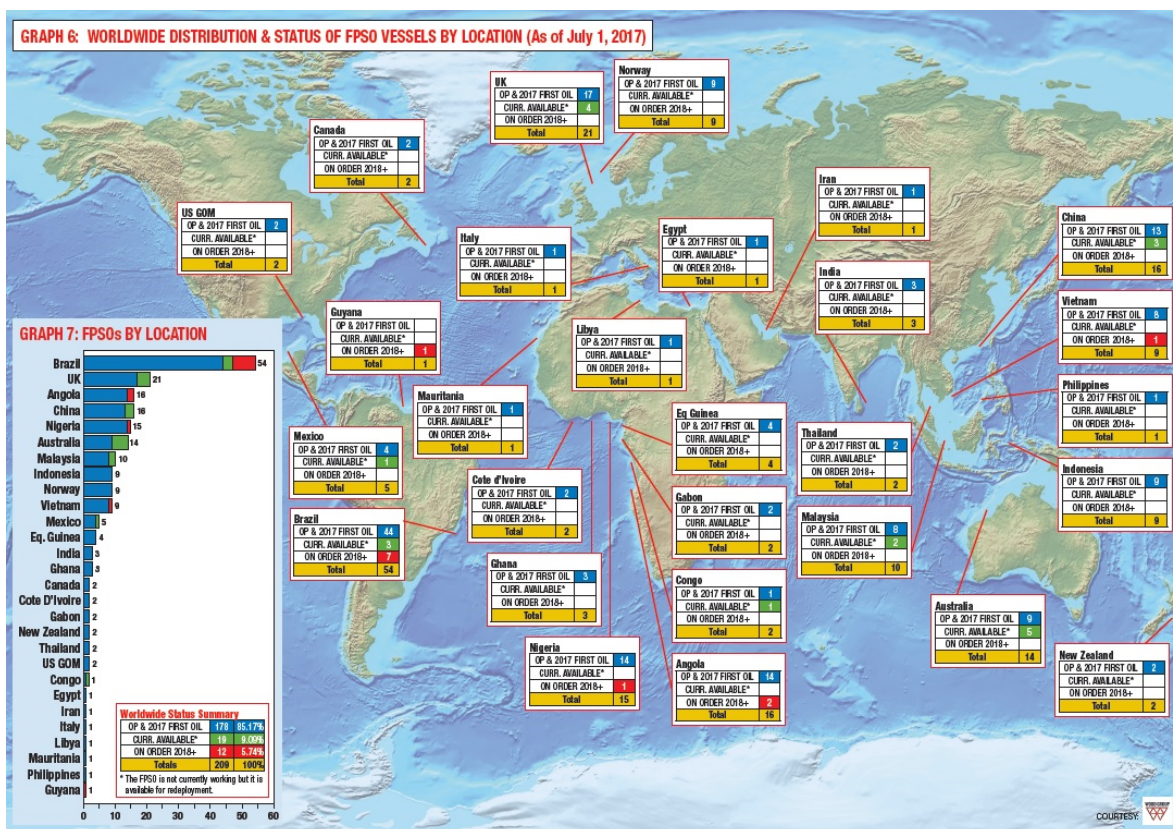 GRAPH 6: WORLDWIDE DISTRIBUTION & STATUS OF FPSO VESSELS BY LOCATION (As of July 1, 2017)
UK
OP & 2017 FIRST OIL 17
CURR. AVAILABLE* 4
ON ORDER 2018+
Total 21
Norway
OP & 2017 FIRST OIL 9
CURR. AVAILABLE*
ON ORDER 2018+
Total 9
Canada
OP & 2017 FIRST OIL 2
CURR. AVAILABLE*
ON ORDER 2018+
Total 2
US GOM
OP & 2017 FIRST OIL 2
CURR. AVAILABLE*
ON ORDER 2018+
Total 2
Italy
OP & 2017 FIRST OIL 1
CURR. AVAILABLE*
ON ORDER 2018+
Total 1
Egypt
OP & 2017 FIRST OIL 1
CURR. AVAILABLE*
ON ORDER 2018+
Total 1
Iran
OP & 2017 FIRST OIL 1
CURR. AVAILABLE*
ON ORDER 2018+
Total 1
India
OP & 2017 FIRST OIL 3
CURR. AVAILABLE*
ON ORDER 2018+
Total 3
China
OP & 2017 FIRST OIL 13
CURR. AVAILABLE* 3
ON ORDER 2018+
Total 16
Vietnam
OP & 2017 FIRST OIL 8
CURR. AVAILABLE*
ON ORDER 2018+ 1
Total 9
Guyana
OP & 2017 FIRST OIL
CURR. AVAILABLE*
ON ORDER 2018+ 1
Total 1
Libya
OP & 2017 FIRST OIL 1
CURR. AVAILABLE*
ON ORDER 2018+
Total 1
Mauritania
OP & 2017 FIRST OIL 1
CURR. AVAILABLE*
ON ORDER 2018+
Total 1
Philippines
OP & 2017 FIRST OIL 1
CURR. AVAILABLE*
ON ORDER 2018+
Total 1
Mexico
OP & 2017 FIRST OIL 4
CURR. AVAILABLE* 1
ON ORDER 2018+
Total 5
Eq Guinea
OP & 2017 FIRST OIL 4
CURR. AVAILABLE*
ON ORDER 2018+
Total 4
Thailand
OP & 2017 FIRST OIL 2
CURR. AVAILABLE*
ON ORDER 2018+
Total 2
Indonesia
OP & 2017 FIRST OIL 9
CURR. AVAILABLE*
ON ORDER 2018+
Total 9
Cote d'Ivoire
OP & 2017 FIRST OIL 2
CURR. AVAILABLE*
ON ORDER 2018+
Total 2
Gabon
OP & 2017 FIRST OIL 2
CURR. AVAILABLE*
ON ORDER 2018+
Total 2
Malaysia
OP & 2017 FIRST OIL 8
CURR. AVAILABLE* 2
ON ORDER 2018+
Total 10
Brazil
OP & 2017 FIRST OIL 44
CURR. AVAILABLE* 3
ON ORDER 2018+ 7
Total 54
Ghana
OP & 2017 FIRST OIL 3
CURR. AVAILABLE*
ON ORDER 2018+
Total 3
Congo
OP & 2017 FIRST OIL 1
CURR. AVAILABLE* 1
ON ORDER 2018+
Total 2
Australia
OP & 2017 FIRST OIL 9
CURR. AVAILABLE* 5
ON ORDER 2018+
Total 14
Nigeria
OP & 2017 FIRST OIL 14
CURR. AVAILABLE*
ON ORDER 2018+ 1
Total 15
Angola
OP & 2017 FIRST OIL 14
CURR. AVAILABLE*
ON ORDER 2018+ 2
Total 16
New Zealand
OP & 2017 FIRST OIL 2
CURR. AVAILABLE*
ON ORDER 2018+
Total 2
GRAPH 7: FPSOs BY LOCATION
Brazil 54
UK 21
Angola 16
China 16
Nigeria 15
Australia 14
Malaysia 10
Indonesia 9
Norway 9
Vietnam 9
Mexico 5
Eq. Guinea 4
India 3
Ghana 3
Canada 2
Cote D'Ivoire 2
Gabon 2
New Zealand 2
Thailand 2
US GOM 2
Congo 1
Egypt 1
Iran 1
Italy 1
Libya 1
Mauritania 1
Philippines 1
Guyana 1
0 10 20 30 40 50 60
Worldwide Status Summary
OP & 2017 FIRST OIL 178 85.17%
CURR. AVAILABLE* 19 9.09%
ON ORDER 2018+ 12 5.74%
Totals 209 100%
* The FPSO is not currently working but it is
available for redeployment.
COURTESY:
WOOD GROUP